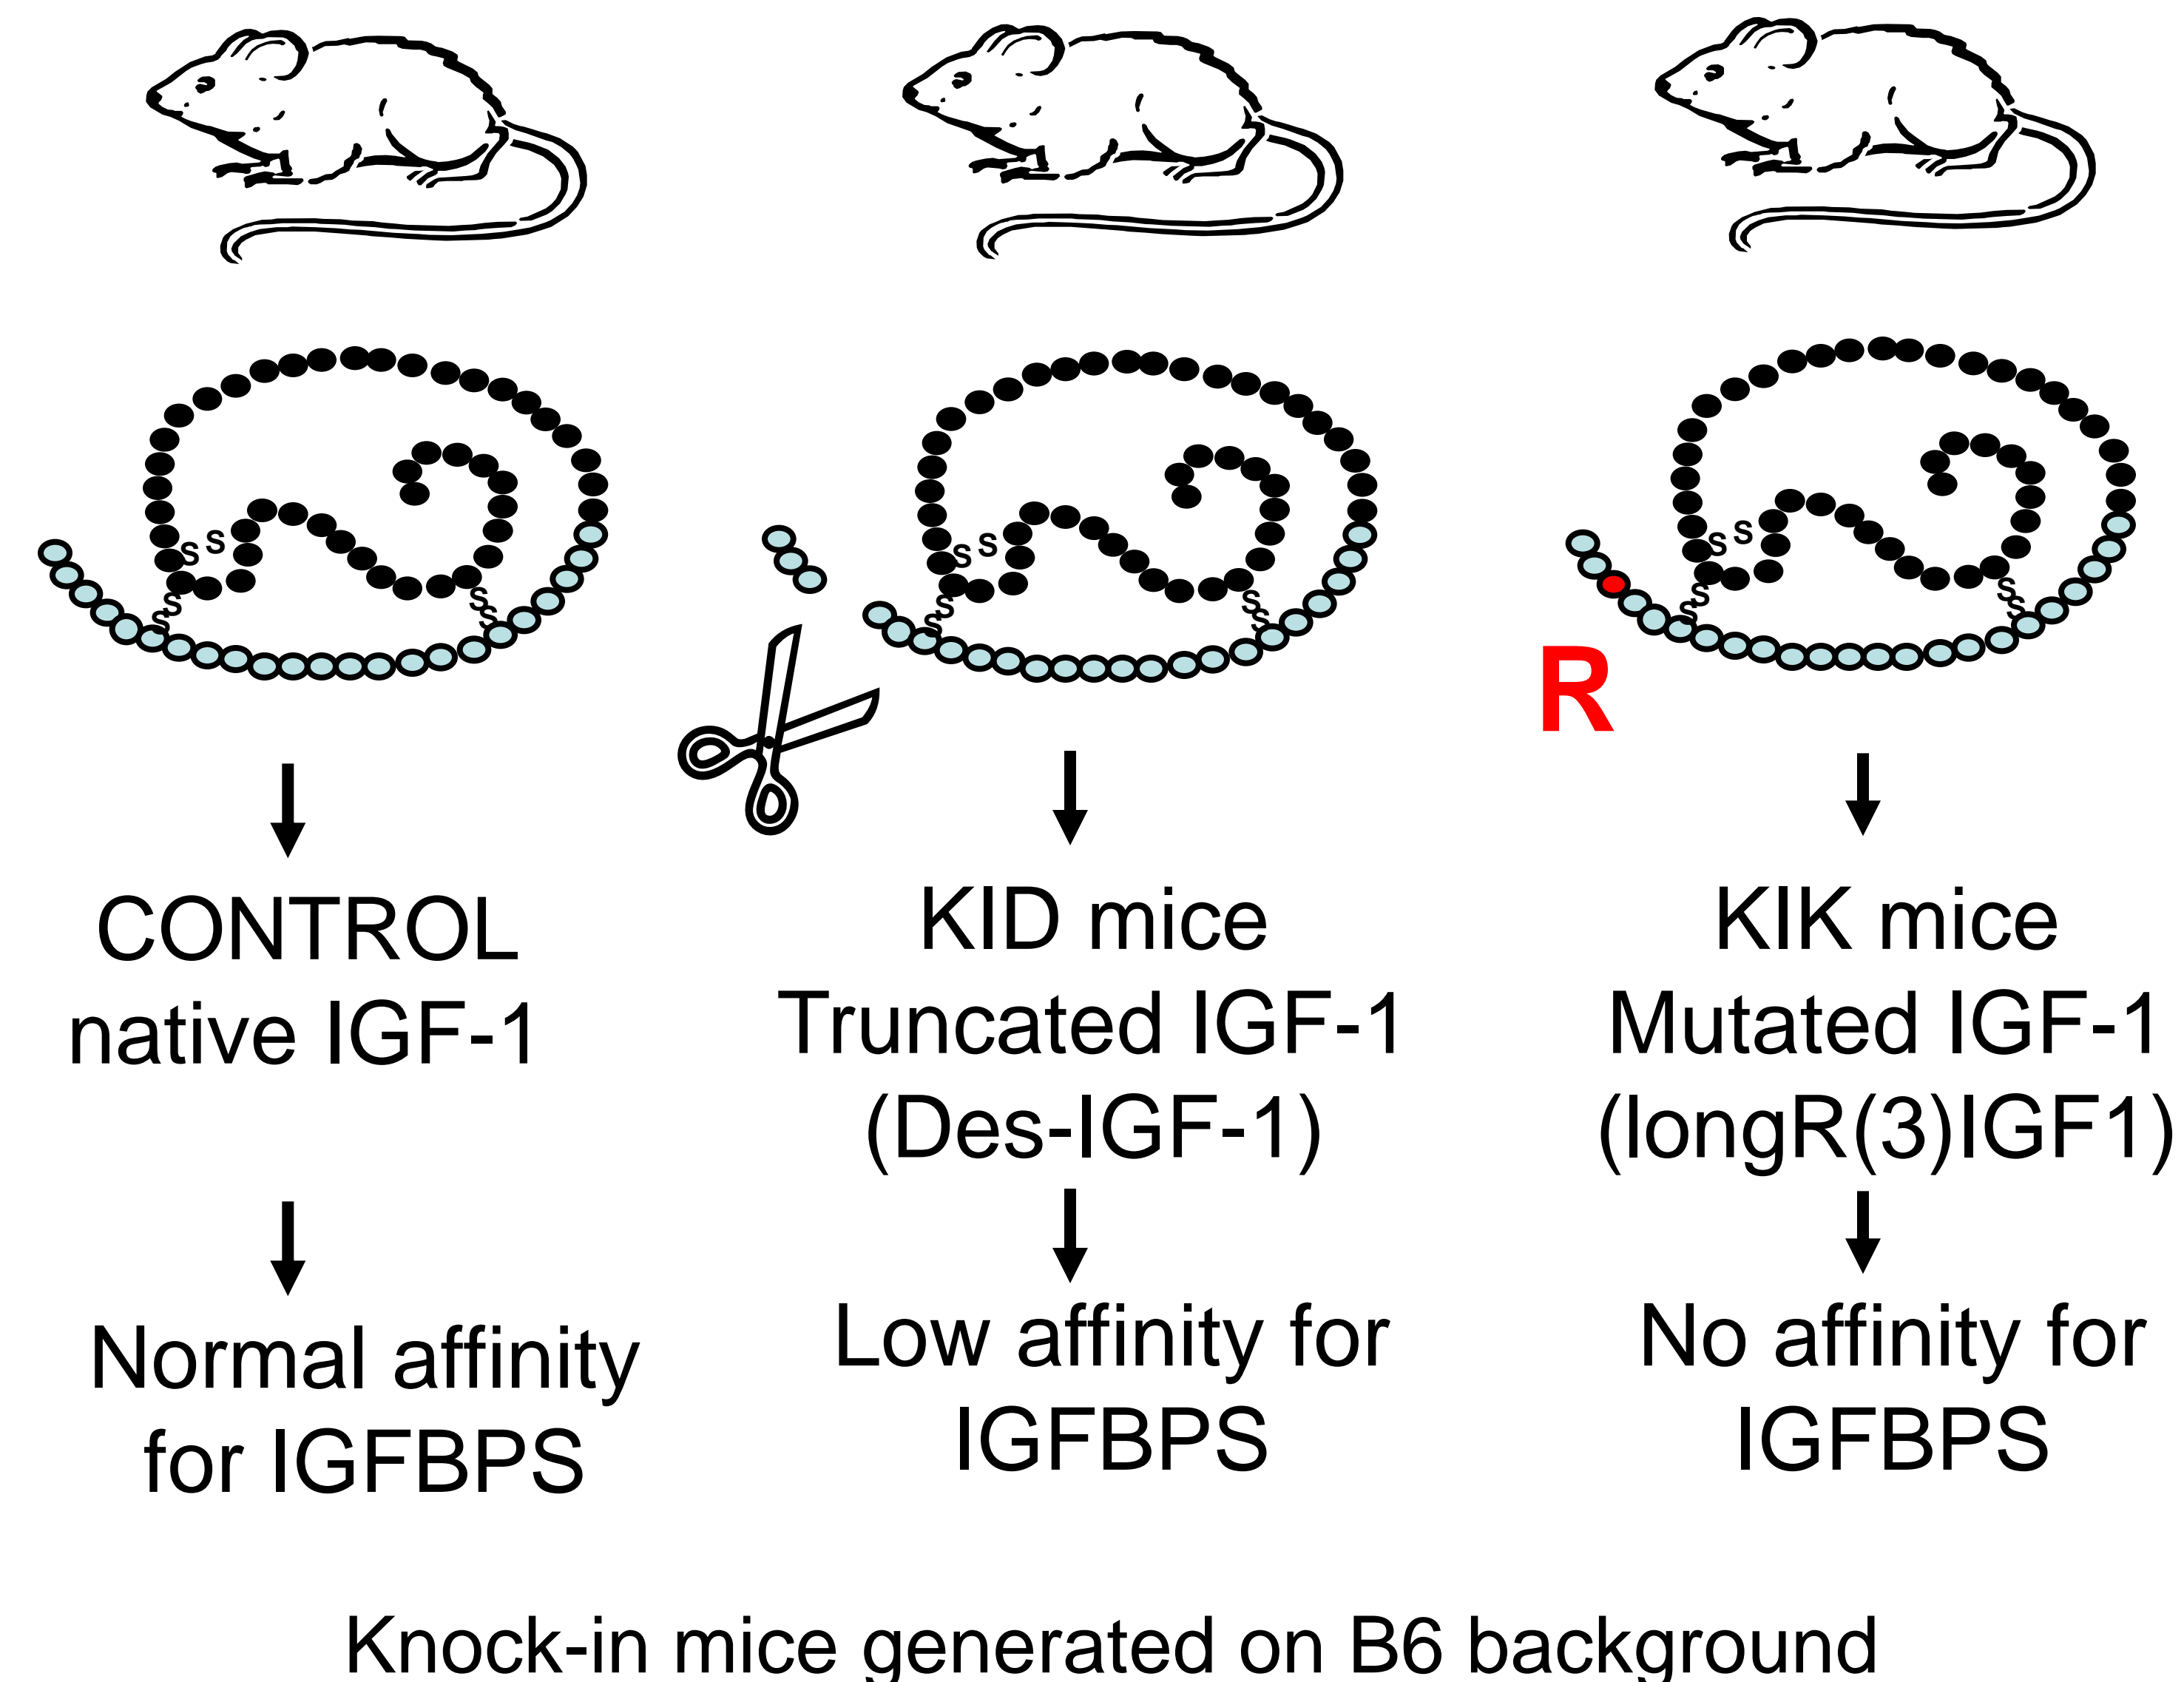 S S
S
S
S
S
S S
S
S
S
S
S S
S
S
S
S
R
CONTROL
native IGF-1
KID mice
Truncated IGF-1
(Des-IGF-1)
KIK mice
Mutated IGF-1
(longR(3)IGF1)
Normal affinity
for IGFBPS
Low affinity for
IGFBPS
No affinity for
IGFBPS
Knock-in mice generated on B6 background